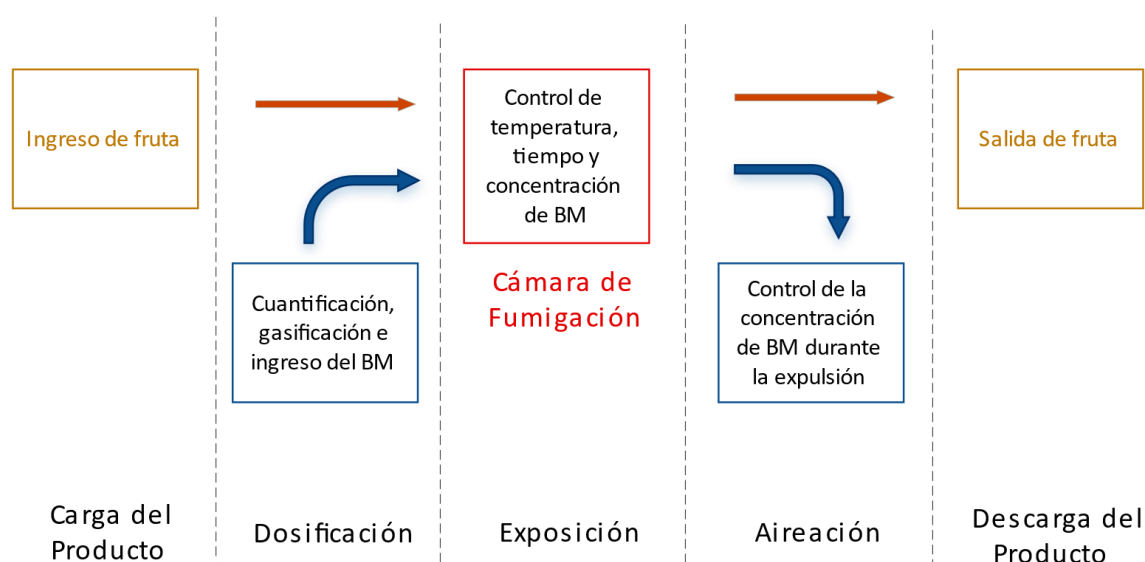 Ingreso de fruta
Control de
temperatura,
tiempo y
concentración
de BM
Salida de fruta
Cámara de
Fumigación
Cuantificación,
gasificación e
ingreso del BM
Control de la
concentración
de BM durante
la expulsión
Carga del
Producto
Dosificación
Exposición
Aireación
Descarga del
Producto